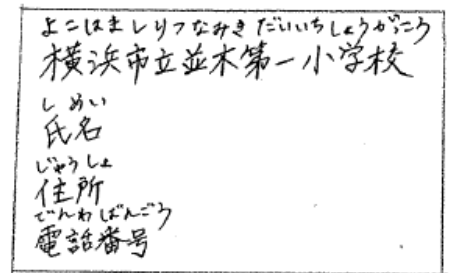 よこはましりつなみきだいいちしょうがっこう
横浜市立並木第一小学校
しめい
氏名
じゅうしょ
住所
でんわばんごう
電話番号